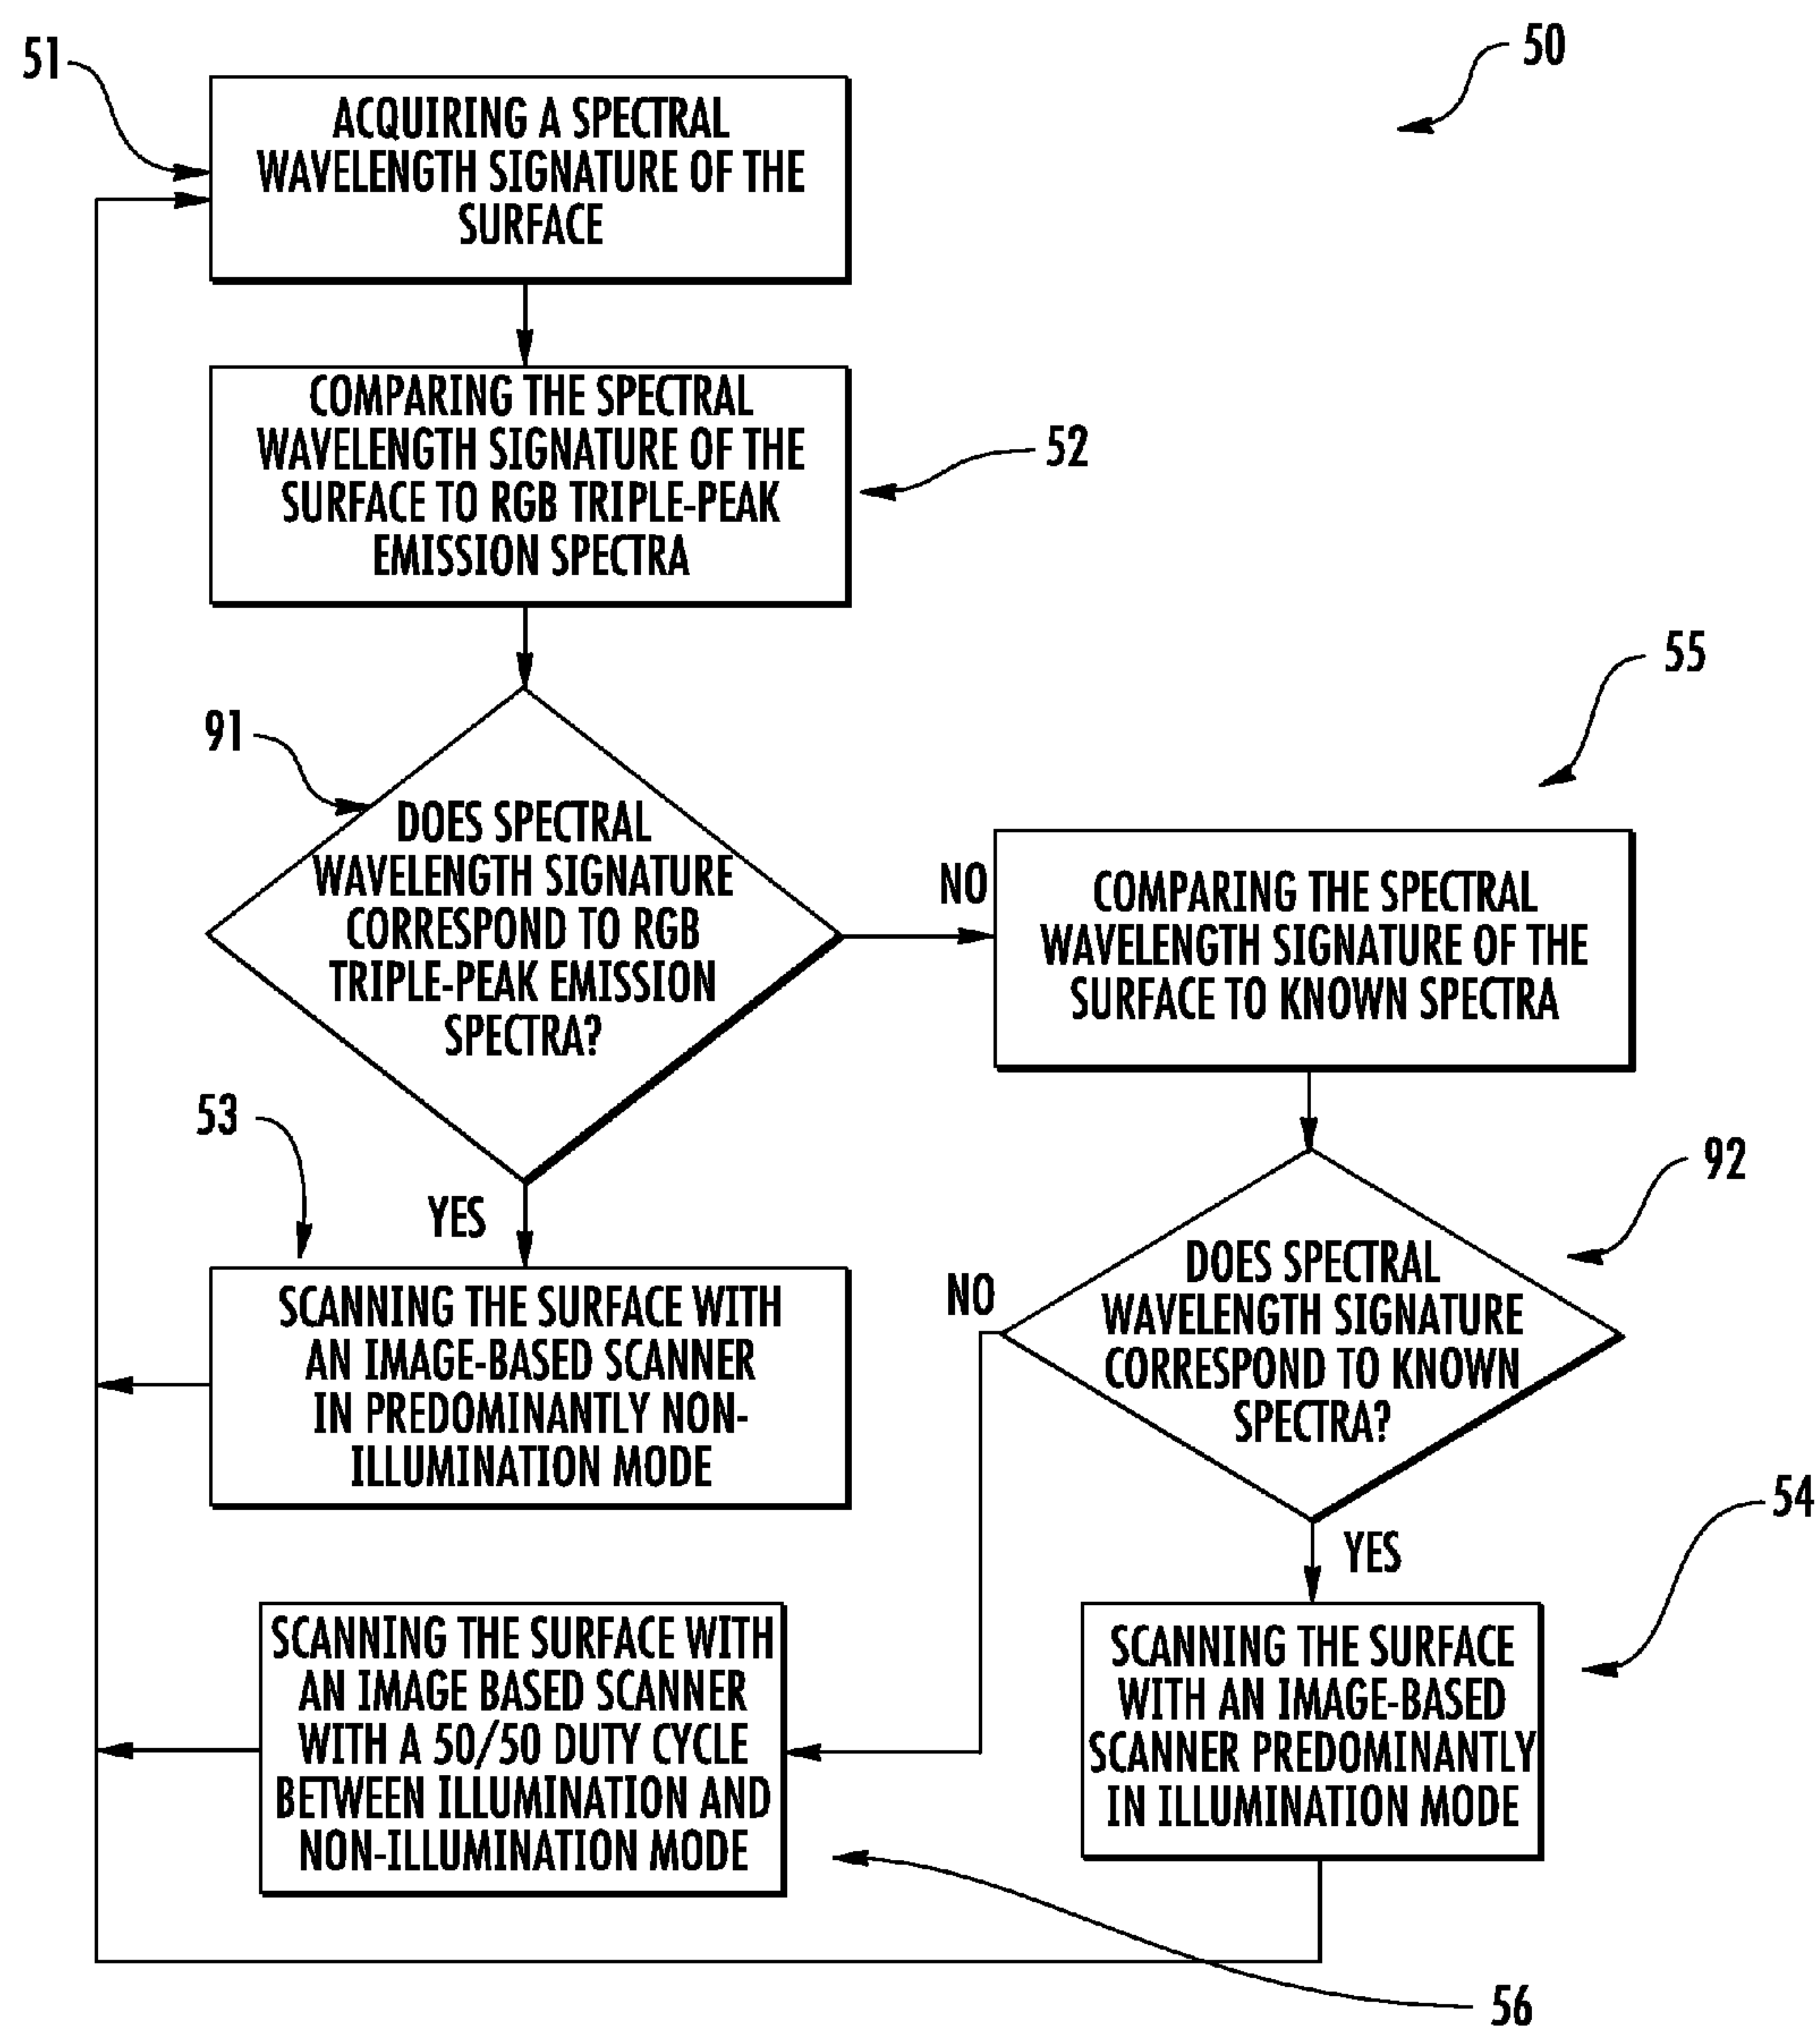 50
51
ACQUIRING A SPECTRAL
WAVELENGTH SIGNATURE OF THE
SURFACE
COMPARING THE SPECTRAL
WAVELENGTH SIGNATURE OF THE
SURFACE TO RGB TRIPLE-PEAK
EMISSION SPECTRA
52
91
DOES SPECTRAL
WAVELENGTH SIGNATURE
CORRESPOND TO RGB
TRIPLE-PEAK EMISSION
SPECTRA?
NO
55
COMPARING THE SPECTRAL
WAVELENGTH SIGNATURE OF THE
SURFACE TO KNOWN SPECTRA
53
YES
SCANNING THE SURFACE WITH
AN IMAGE-BASED SCANNER
IN PREDOMINANTLY NON-
ILLUMINATION MODE
92
DOES SPECTRAL
WAVELENGTH SIGNATURE
CORRESPOND TO KNOWN
SPECTRA?
NO
YES
54
SCANNING THE SURFACE WITH
AN IMAGE BASED SCANNER
WITH A 50/50 DUTY CYCLE
BETWEEN ILLUMINATION AND
NON-ILLUMINATION MODE
SCANNING THE SURFACE
WITH AN IMAGE-BASED
SCANNER PREDOMINANTLY
IN ILLUMINATION MODE
56